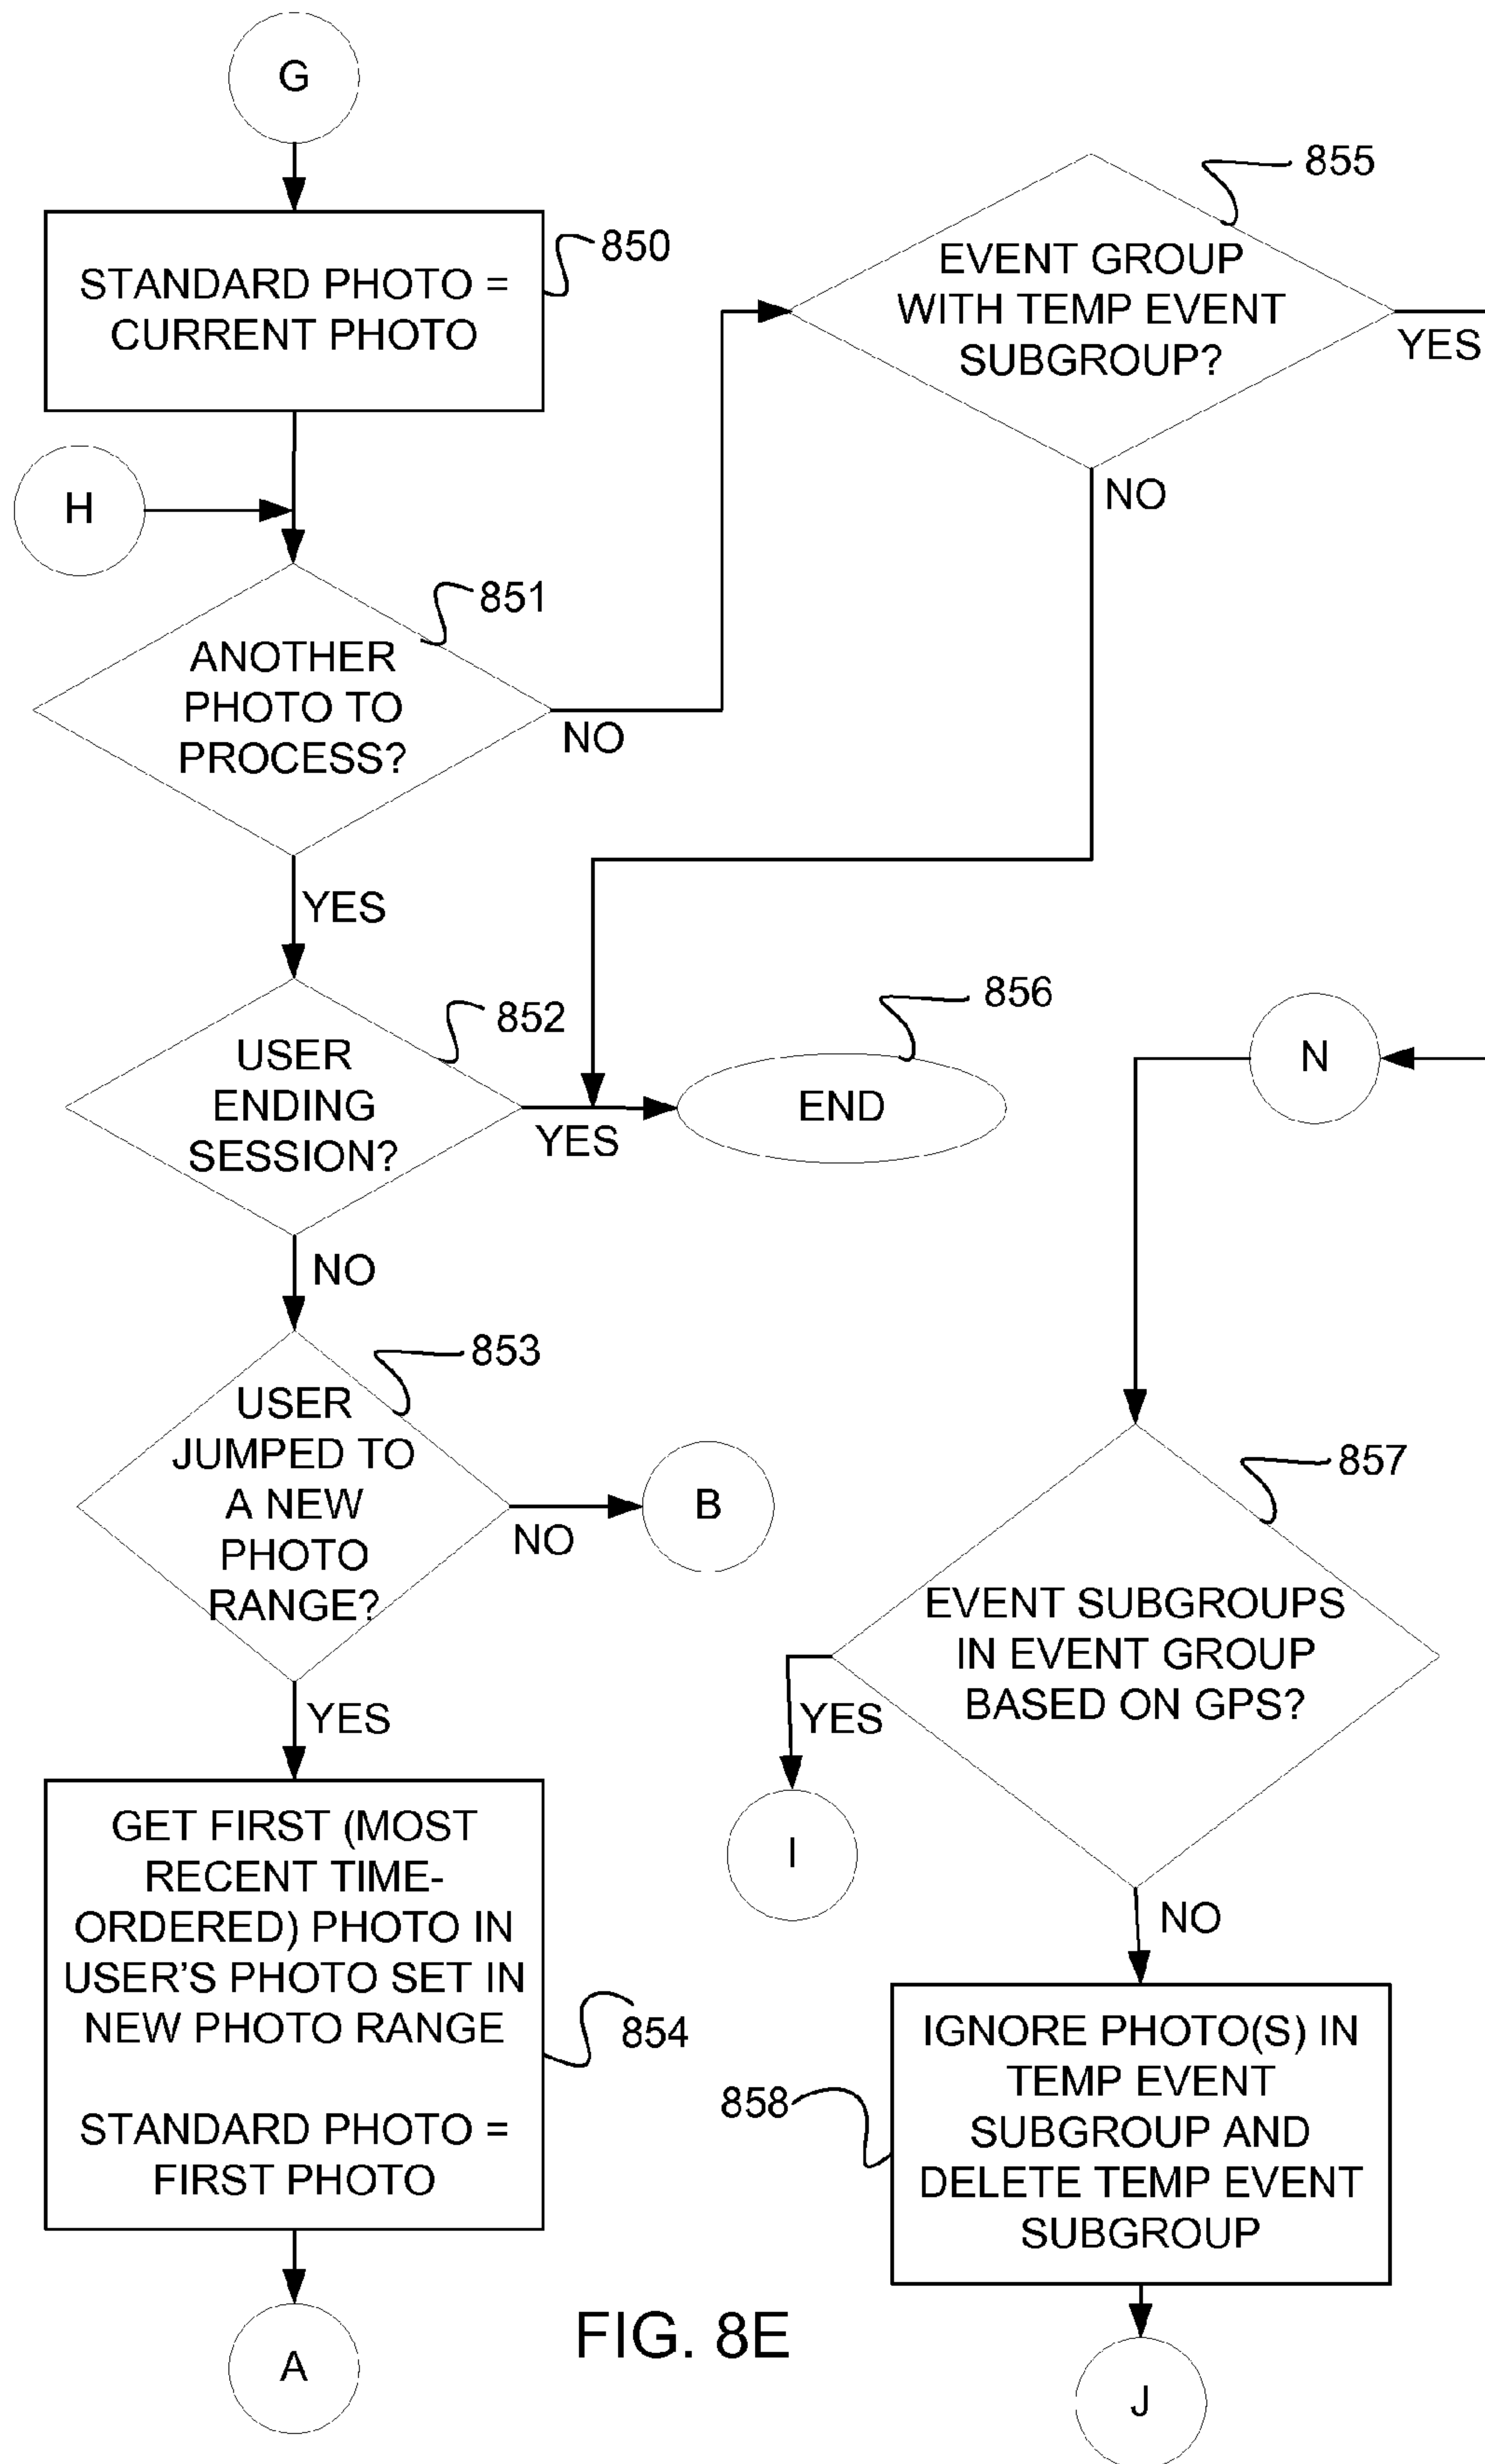 G
STANDARD PHOTO =
CURRENT PHOTO
850
H
ANOTHER
PHOTO TO
PROCESS?
851
NO
YES
EVENT GROUP
WITH TEMP EVENT
SUBGROUP?
855
YES
NO
USER
ENDING
SESSION?
852
YES
NO
END
856
N
USER
JUMPED TO
A NEW
PHOTO
RANGE?
853
NO
B
YES
EVENT SUBGROUPS
IN EVENT GROUP
BASED ON GPS?
857
YES
I
NO
GET FIRST (MOST
RECENT TIME-
ORDERED) PHOTO IN
USER'S PHOTO SET IN
NEW PHOTO RANGE
STANDARD PHOTO =
FIRST PHOTO
854
A
IGNORE PHOTO(S) IN
TEMP EVENT
SUBGROUP AND
DELETE TEMP EVENT
SUBGROUP
858
J
FIG. 8E